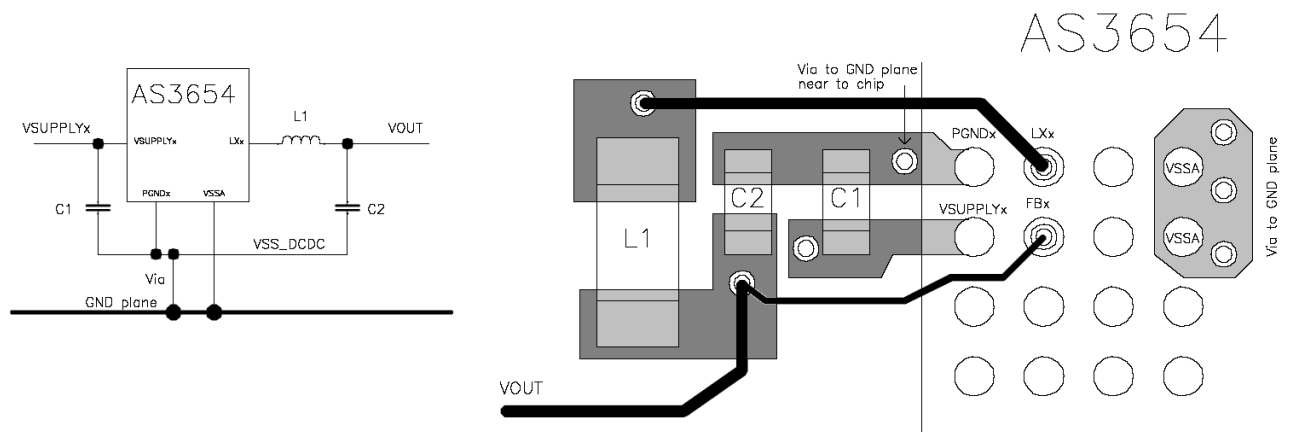 AS3654
L1
VSUPPLYx
VSUPPLYx
LXx
VOUT
PGNDx
VSSA
C1
C2
VSS_DCDC
Via
GND plane
AS3654
Via to GND plane
near to chip
PGNDx
LXx
VSSA
C2
C1
VSUPPLYx
FBx
L1
VSSA
Via to GND plane
VOUT